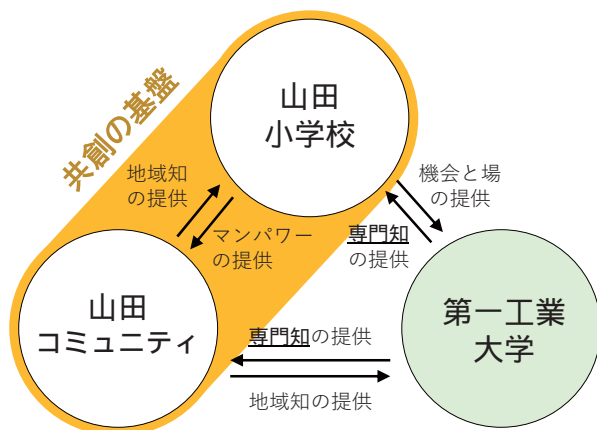 共創の基盤
山田
小学校
地域知
の提供
マンパワー
の提供
機会と場
の提供
専門知
の提供
山田
コミュニティ
専門知の提供
地域知の提供
第一工業
大学